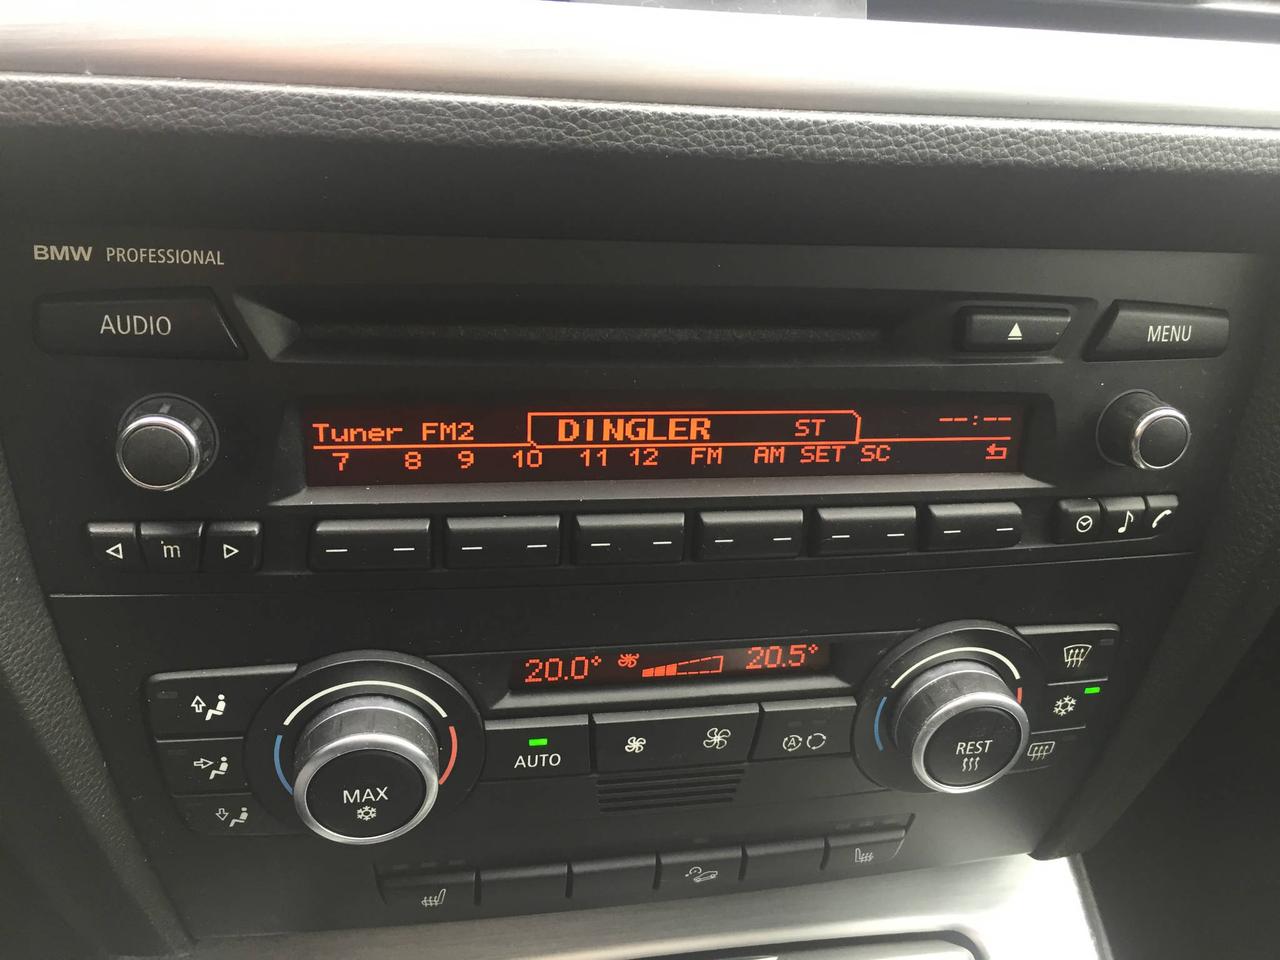 BMW PROFESSIONAL
AUDIO
MENU
Tuner FM2 DINGLER ST --:--
7 8 9 10 11 12 FM AM SET SC
m
20.0° 20.5°
AUTO
A
MAX
REST